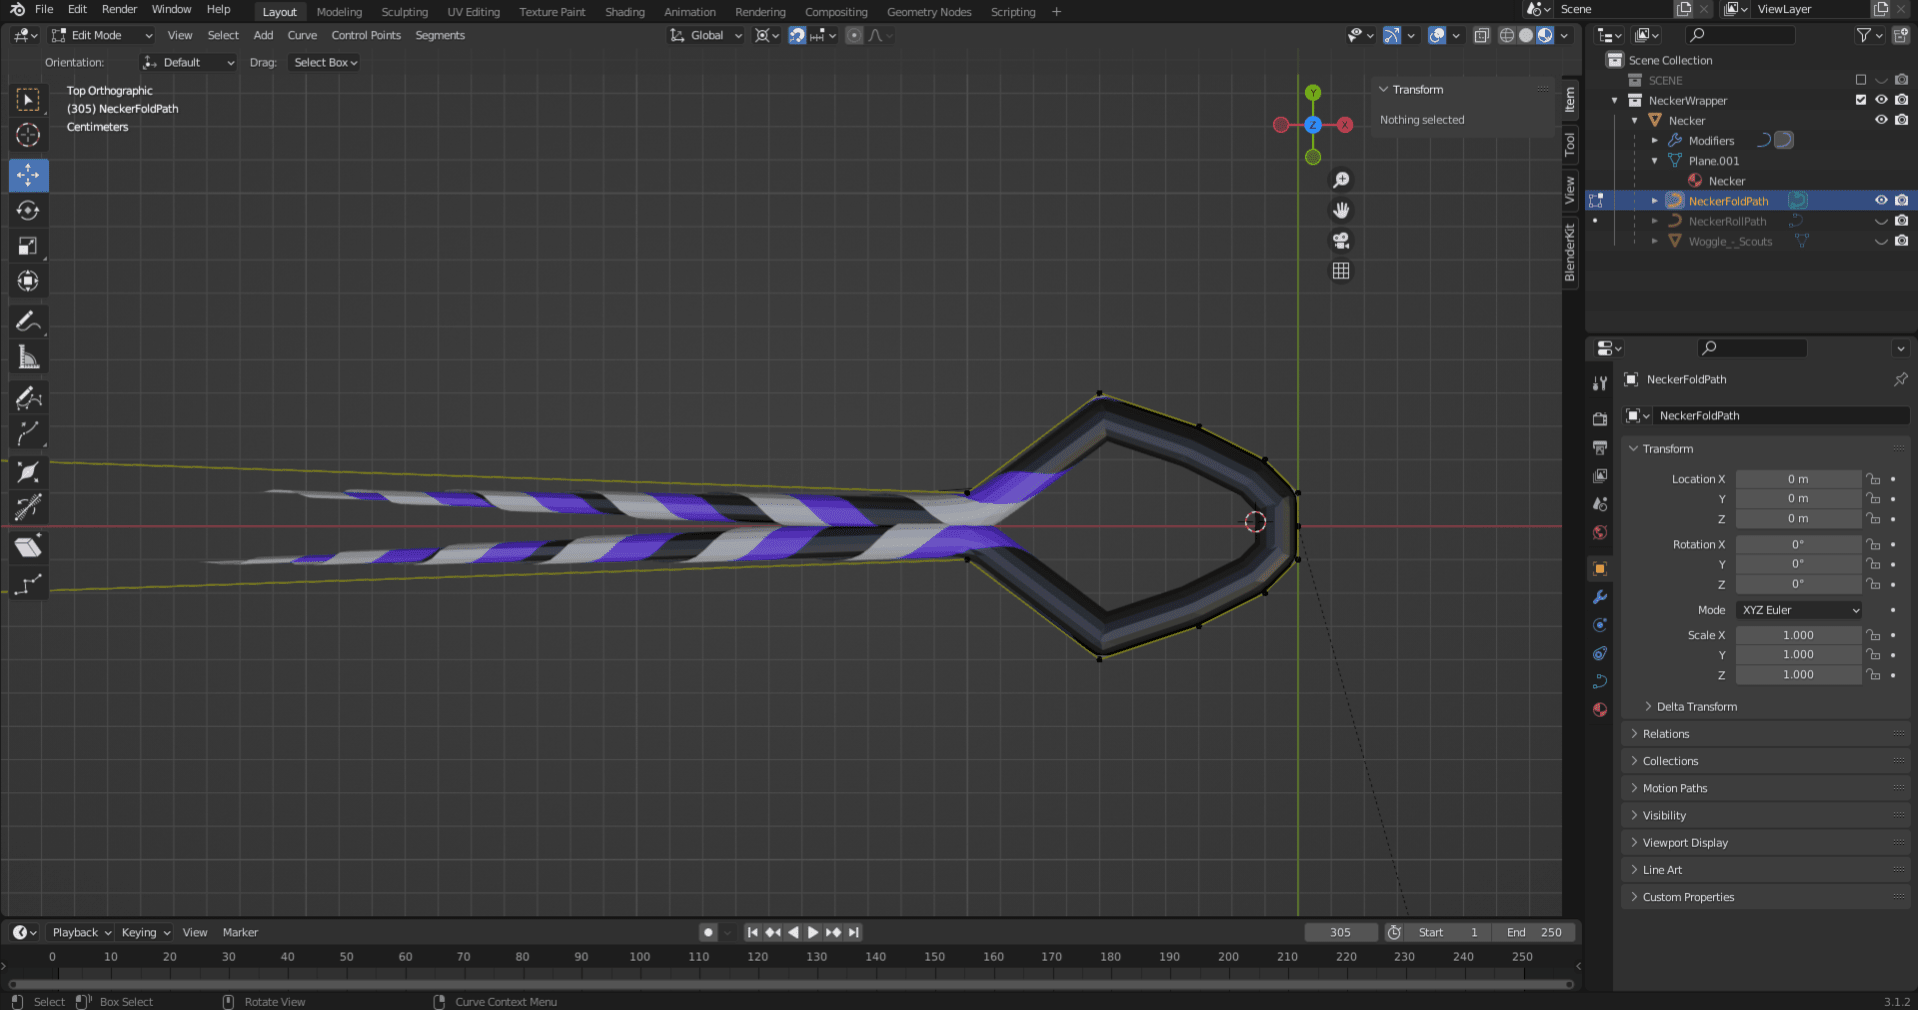 File Edit Render Window Help Layout Modeling Sculpting UV Editing Texture Paint Shading Animation Rendering Compositing Geometry Nodes Scripting + Scene ViewLayer
Edit Mode View Select Add Curve Control Points Segments Global
Orientation: Default Drag: Select Box
Top Orthographic
(305) NeckerFoldPath
Centimeters
Y
Z
X
Transform
Nothing selected
Item
Tool
View
BlenderKit
Scene Collection
SCENE
NeckerWrapper
Necker
Modifiers
Plane.001
Necker
NeckerFoldPath
NeckerRollPath
Woggle_-_Scouts
NeckerFoldPath
NeckerFoldPath
Transform
Location X 0 m
Y 0 m
Z 0 m
Rotation X 0°
Y 0°
Z 0°
Mode XYZ Euler
Scale X 1.000
Y 1.000
Z 1.000
Delta Transform
Relations
Collections
Motion Paths
Visibility
Viewport Display
Line Art
Custom Properties
Playback Keying View Marker 305 Start 1 End 250
0 10 20 30 40 50 60 70 80 90 100 110 120 130 140 150 160 170 180 190 200 210 220 230 240 250
Select Box Select Rotate View Curve Context Menu 3.1.2